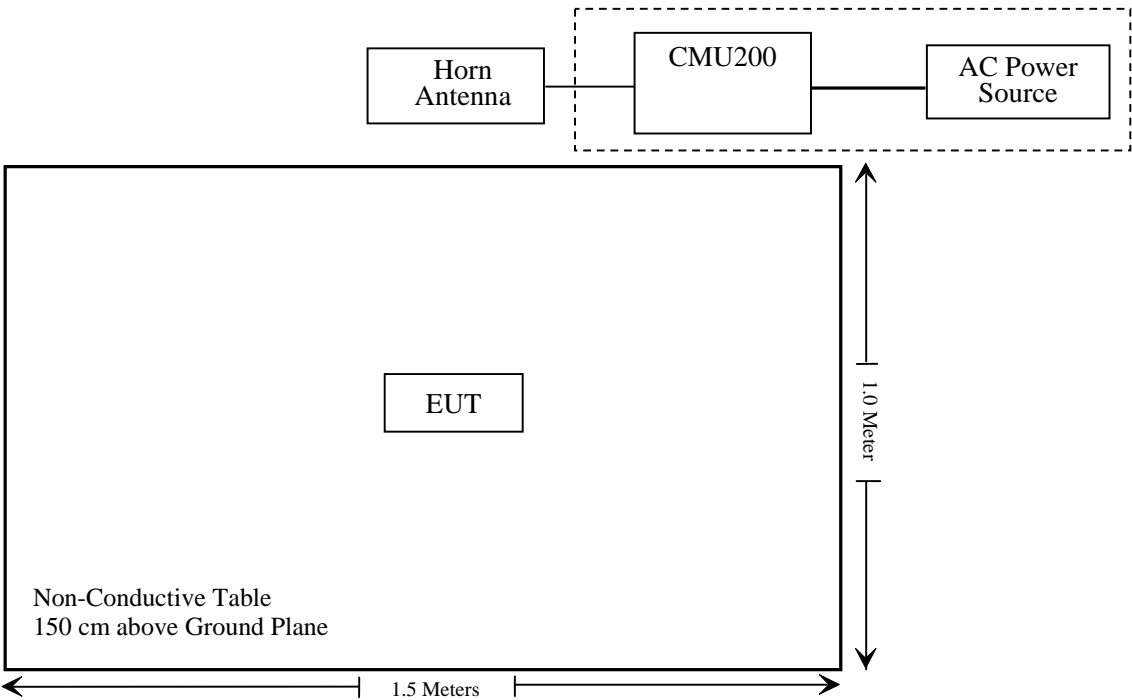 Horn
Antenna
CMU200
AC Power
Source
EUT
1.0 Meter
Non-Conductive Table
150 cm above Ground Plane
1.5 Meters